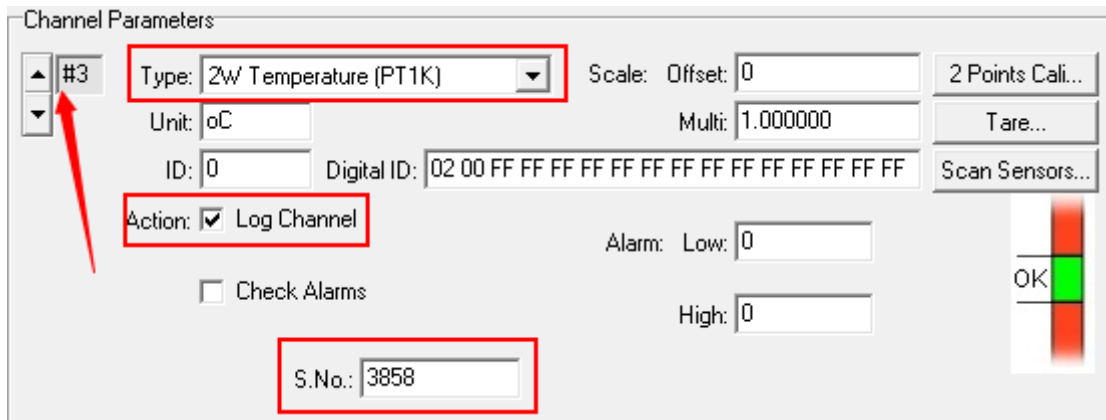 Channel Parameters
#3 Type: 2W Temperature (PT1K) Scale: Offset: 0 2 Points Cali...
Unit: oC Multi: 1.000000 Tare...
ID: 0 Digital ID: 02 00 FF FF FF FF FF FF FF FF FF FF FF FF FF FF Scan Sensors...
Action: Log Channel Alarm: Low: 0
OK
Check Alarms High: 0
S.No.: 3858